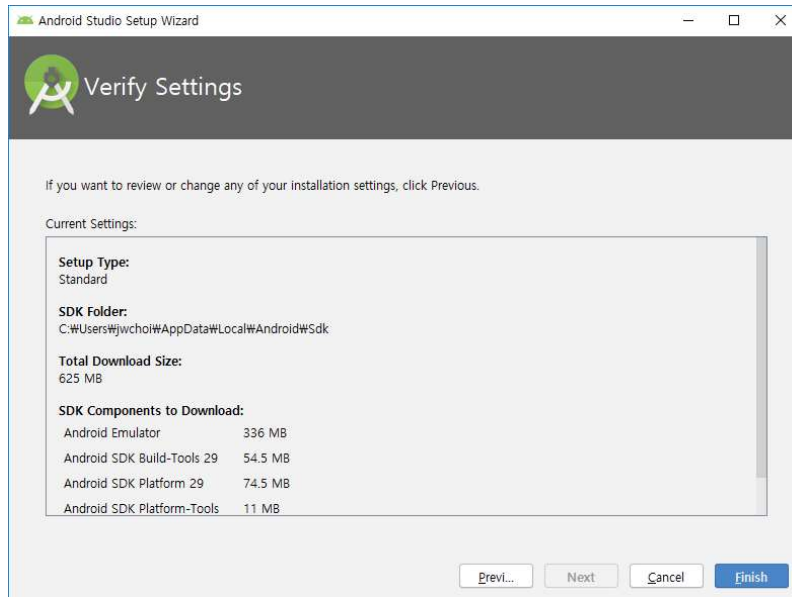 Android Studio Setup Wizard
Verify Settings
If you want to review or change any of your installation settings, click Previous.
Current Settings:
Setup Type:
Standard
SDK Folder:
C:₩Users₩jwchoi₩AppData₩Local₩Android₩Sdk
Total Download Size:
625 MB
SDK Components to Download:
Android Emulator 336 MB
Android SDK Build-Tools 29 54.5 MB
Android SDK Platform 29 74.5 MB
Android SDK Platform-Tools 11 MB
Previ... Next Cancel Finish